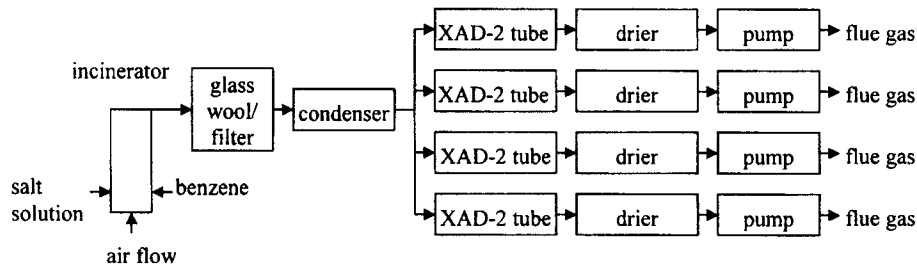 XAD-2 tube drier pump flue gas
incinerator
glass
wool/
filter
condenser
XAD-2 tube drier pump flue gas
XAD-2 tube drier pump flue gas
salt
solution
benzene
XAD-2 tube drier pump flue gas
air flow